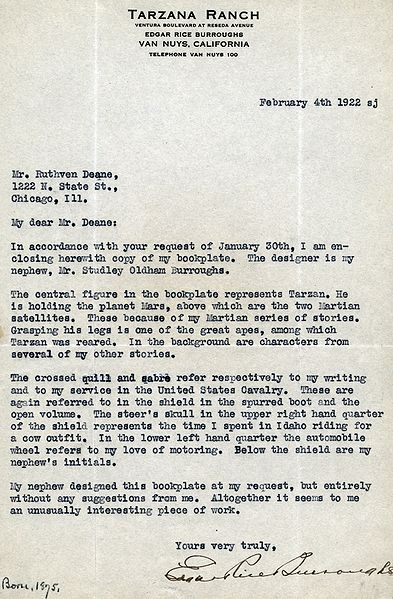 TARZANA RANCH
VENTURA BOULEVARD AT RESEDA AVENUE
EDGAR RICE BURROUGHS
VAN NUYS, CALIFORNIA
TELEPHONE VAN NUYS 100
February 4th 1922 sj
Mr. Ruthven Deane,
1222 N. State St.,
Chicago, Ill.
My dear Mr. Deane:
In accordance with your request of January 30th, I am en-
closing herewith copy of my bookplate. The designer is my
nephew, Mr. Studley Oldham Burroughs.
The central figure in the bookplate represents Tarzan. He
is holding the planet Mars, above which are the two Martian
satellites. These because of my Martian series of stories.
Grasping his legs is one of the great apes, among which
Tarzan was reared. In the background are characters from
several of my other stories.
The crossed quill and sabre refer respectively to my writing
and to my service in the United States Cavalry. These are
again referred to in the shield in the spurred boot and the
open volume. The steer's skull in the upper right hand quarter
of the shield represents the time I spent in Idaho riding for
a cow outfit. In the lower left hand quarter the automobile
wheel refers to my love of motoring. Below the shield are my
nephew's initials.
My nephew designed this bookplate at my request, but entirely
without any suggestions from me. Altogether it seems to me
an unusually interesting piece of work.
Yours very truly,
Edgar Rice Burroughs
Born, 1875.